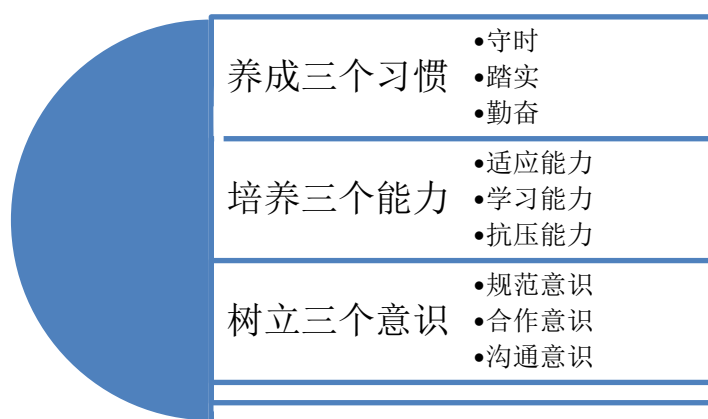 养成三个习惯
•守时
•踏实
•勤奋
培养三个能力
•适应能力
•学习能力
•抗压能力
树立三个意识
•规范意识
•合作意识
•沟通意识